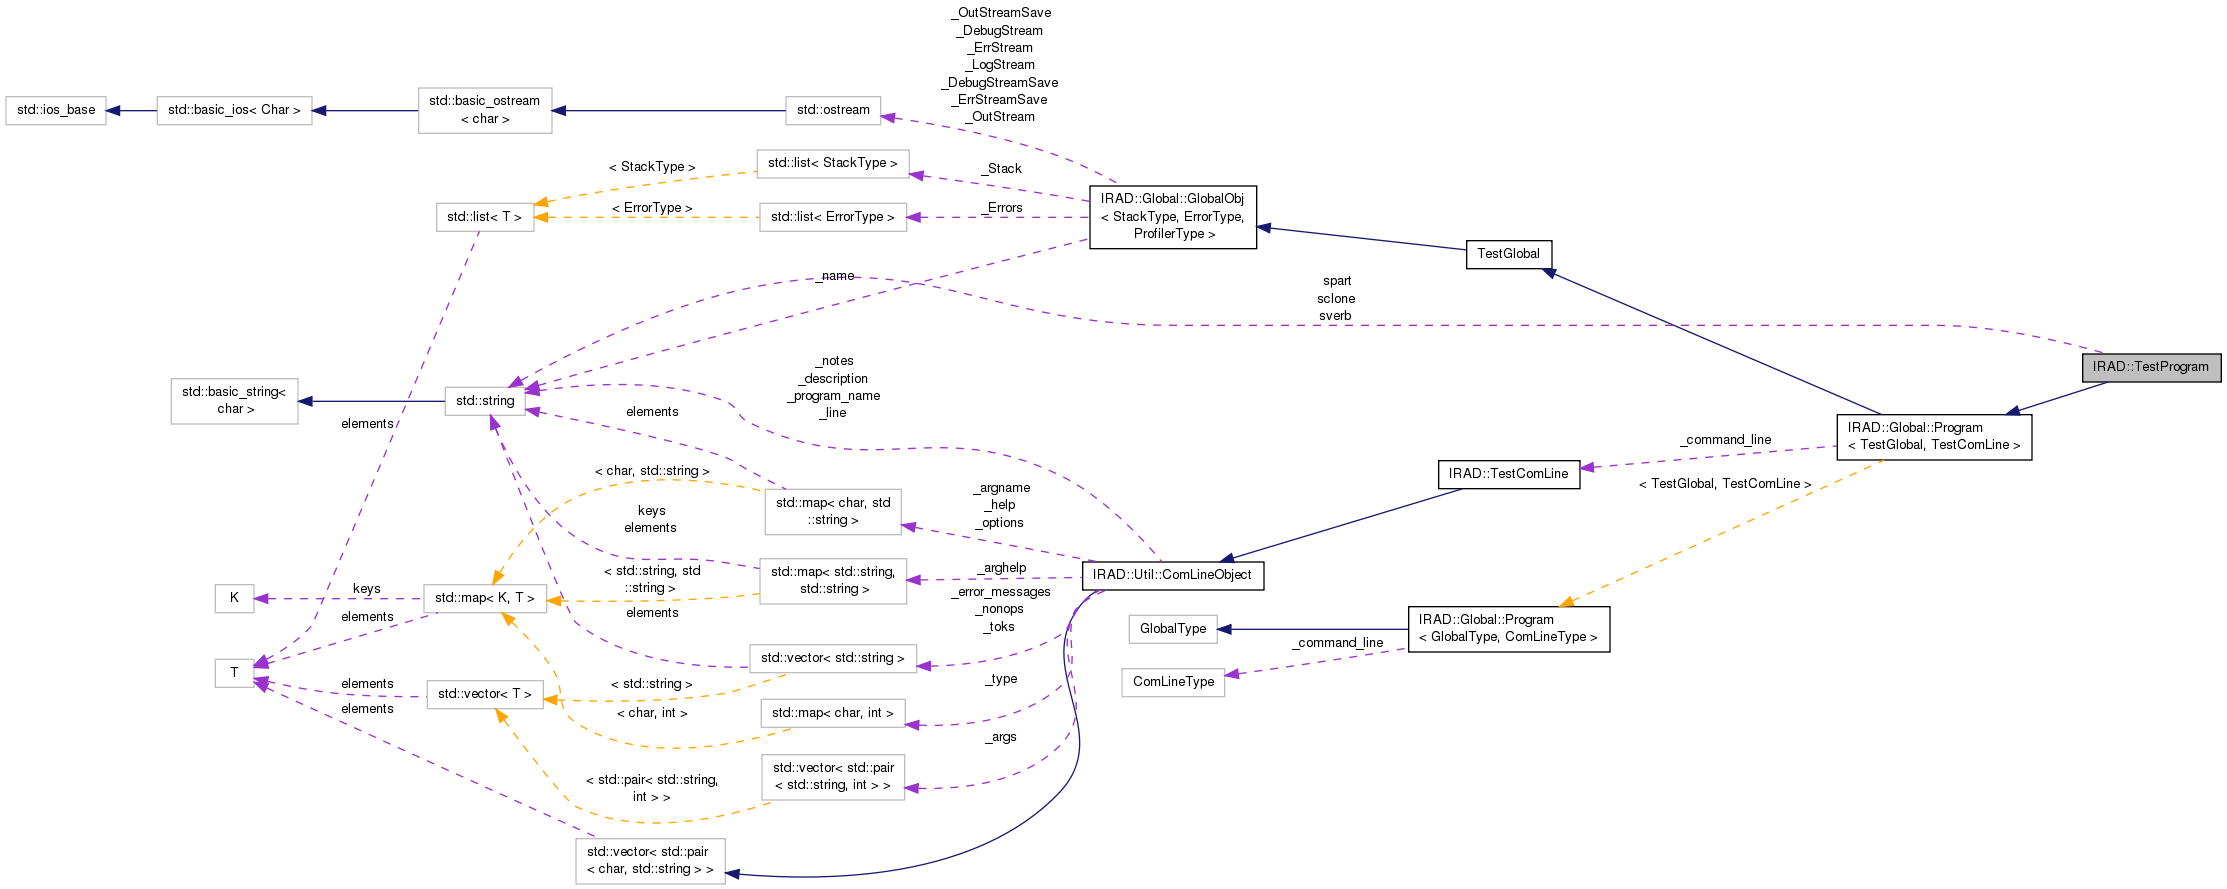 _OutStreamSave
_DebugStream
_ErrStream
_LogStream
_DebugStreamSave
_ErrStreamSave
_OutStream
std::ios_base
std::basic_ios< Char >
std::basic_ostream
< char >
std::ostream
< StackType >
std::list< StackType >
_Stack
std::list< T >
< ErrorType >
std::list< ErrorType >
_Errors
IRAD::Global::GlobalObj
< StackType, ErrorType,
ProfilerType >
TestGlobal
_name
spart
sclone
sverb
IRAD::TestProgram
std::basic_string<
char >
std::string
_notes
_description
_program_name
_line
elements
elements
IRAD::Global::Program
< TestGlobal, TestComLine >
_command_line
IRAD::TestComLine
< TestGlobal, TestComLine >
< char, std::string >
std::map< char, std
::string >
_argname
_help
_options
keys
elements
< std::string, std
::string >
std::map< std::string,
std::string >
_arghelp
IRAD::Util::ComLineObject
K
keys
std::map< K, T >
elements
elements
_error_messages
_nonops
_toks
GlobalType
IRAD::Global::Program
< GlobalType, ComLineType >
_command_line
ComLineType
T
elements
elements
std::vector< T >
< std::string >
std::vector< std::string >
_type
< char, int >
std::map< char, int >
_args
< std::pair< std::string,
int > >
std::vector< std::pair
< std::string, int > >
std::vector< std::pair
< char, std::string > >